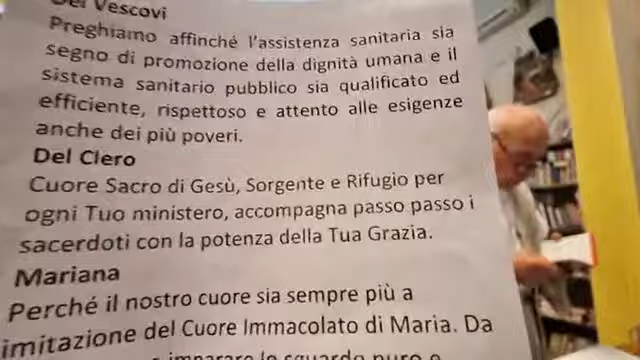 Dei Vescovi
Preghiamo affinché l'assistenza sanitaria sia
segno di promozione della dignità umana e il
sistema sanitario pubblico sia qualificato ed
efficiente, rispettoso e attento alle esigenze
anche dei più poveri.
Del Clero
Cuore Sacro di Gesù, Sorgente e Rifugio per
ogni Tuo ministero, accompagna passo passo i
sacerdoti con la potenza della Tua Grazia.
Mariana
Perché il nostro cuore sia sempre più a
imitazione del Cuore Immacolato di Maria. Da
imparare lo sguardo puro e